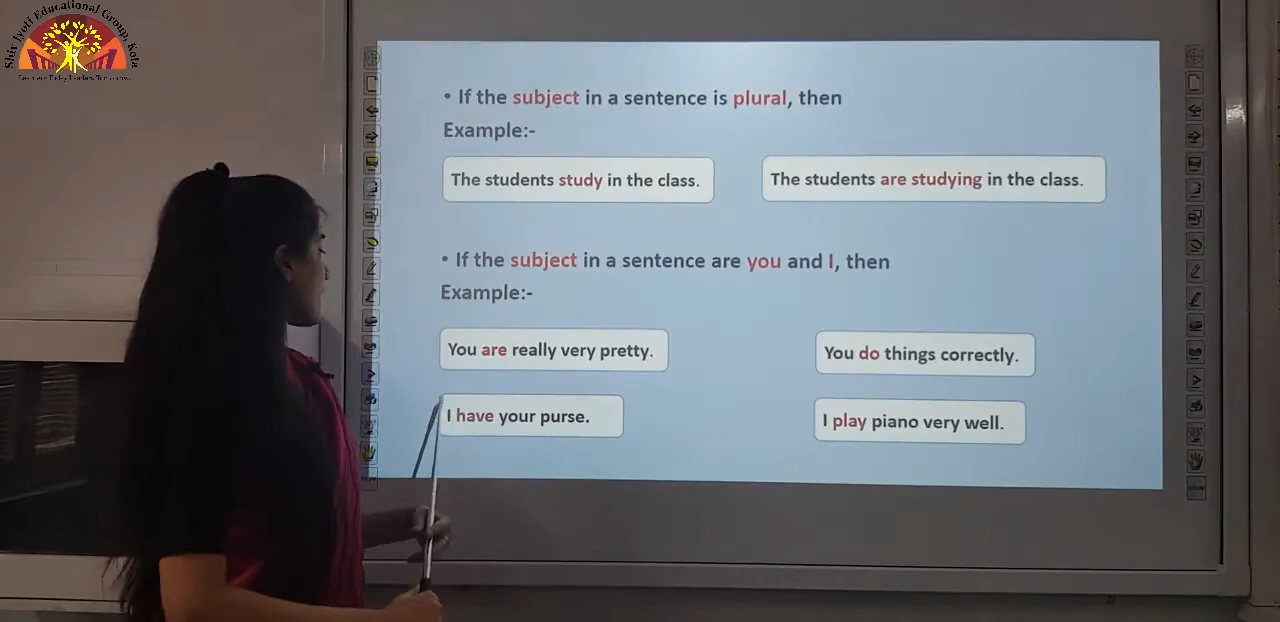 Shiv Jyoti Educational Group, Kota
• If the subject in a sentence is plural, then
Example:-
The students study in the class.
The students are studying in the class.
• If the subject in a sentence are you and I, then
Example:-
You are really very pretty.
You do things correctly.
I have your purse.
I play piano very well.